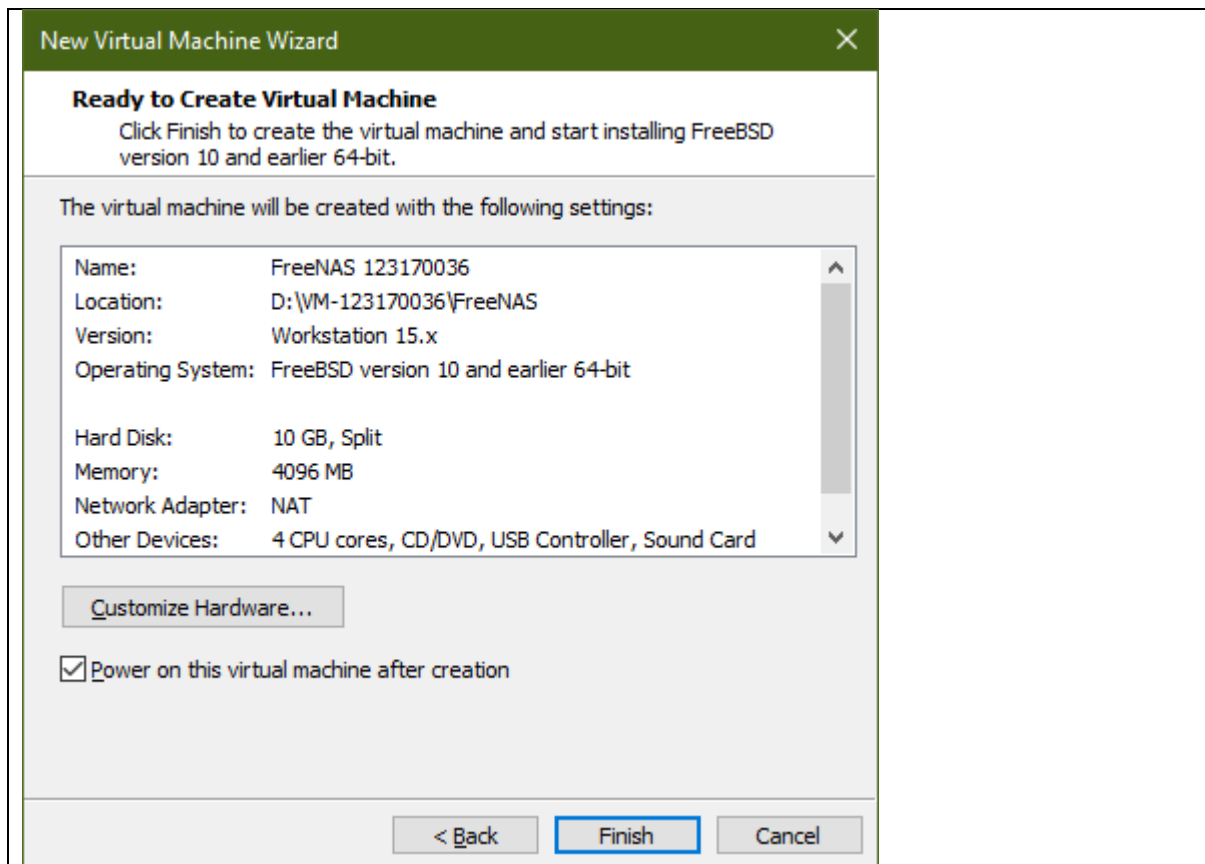 New Virtual Machine Wizard
Ready to Create Virtual Machine
Click Finish to create the virtual machine and start installing FreeBSD
version 10 and earlier 64-bit.
The virtual machine will be created with the following settings:
Name: FreeNAS 123170036
Location: D:\VM-123170036\FreeNAS
Version: Workstation 15.x
Operating System: FreeBSD version 10 and earlier 64-bit
Hard Disk: 10 GB, Split
Memory: 4096 MB
Network Adapter: NAT
Other Devices: 4 CPU cores, CD/DVD, USB Controller, Sound Card
Customize Hardware...
Power on this virtual machine after creation
< Back Finish Cancel